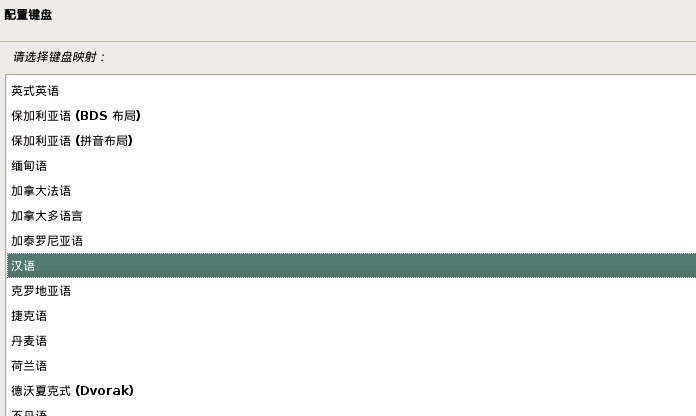 配置键盘
请选择键盘映射：
英式英语
保加利亚语 (BDS 布局)
保加利亚语 (拼音布局)
缅甸语
加拿大法语
加拿大多语言
加泰罗尼亚语
汉语
克罗地亚语
捷克语
丹麦语
荷兰语
德沃夏克式 (Dvorak)
不丹语